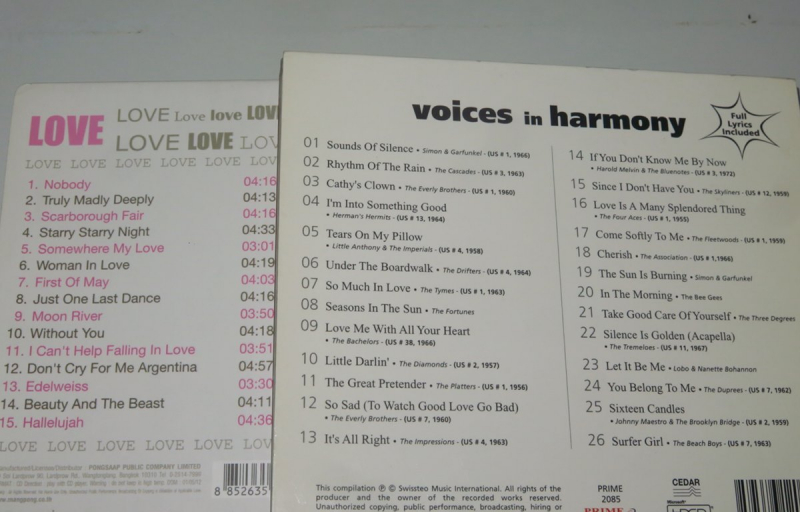 LOVE
LOVE Love love LOVE
LOVE LOVE LOV
LOVE LOVE LOVE LOVE LOVE LOVE
1. Nobody 04:16
2. Truly Madly Deeply 04:13
3. Scarborough Fair 04:16
4. Starry Starry Night 04:33
5. Somewhere My Love 03:01
6. Woman In Love 04:19
7. First Of May 04:03
8. Just One Last Dance 04:16
9. Moon River 03:50
10. Without You 04:18
11. I Can't Help Falling In Love 03:51
12. Don't Cry For Me Argentina 04:57
13. Edelweiss 03:30
14. Beauty And The Beast 04:11
15. Hallelujah 04:36
LOVE LOVE LOVE LOVE LOVE LOVE
PONGSAAP PUBLIC COMPANY LIMITED
8 852635
voices in harmony
Full
Lyrics
Included
01 Sounds Of Silence • Simon & Garfunkel - (US # 1, 1966)
02 Rhythm Of The Rain • The Cascades - (US # 3, 1963)
03 Cathy's Clown • The Everly Brothers - (US # 1, 1960)
04 I'm Into Something Good
• Herman's Hermits - (US # 13, 1964)
05 Tears On My Pillow
• Little Anthony & The Imperials - (US # 4, 1958)
06 Under The Boardwalk • The Drifters - (US # 4, 1964)
07 So Much In Love • The Tymes - (US # 1, 1963)
08 Seasons In The Sun • The Fortunes
09 Love Me With All Your Heart
• The Bachelors - (US # 38, 1966)
10 Little Darlin' • The Diamonds - (US # 2, 1957)
11 The Great Pretender • The Platters - (US # 1, 1956)
12 So Sad (To Watch Good Love Go Bad)
• The Everly Brothers - (US # 7, 1960)
13 It's All Right • The Impressions - (US # 4, 1963)
14 If You Don't Know Me By Now
• Harold Melvin & The Bluenotes - (US # 3, 1972)
15 Since I Don't Have You • The Skyliners - (US # 12, 1959)
16 Love Is A Many Splendored Thing
• The Four Aces - (US # 1, 1955)
17 Come Softly To Me • The Fleetwoods - (US # 1, 1959)
18 Cherish • The Association - (US # 1,1966)
19 The Sun Is Burning • Simon & Garfunkel
20 In The Morning • The Bee Gees
21 Take Good Care Of Yourself • The Three Degrees
22 Silence Is Golden (Acapella)
• The Tremeloes - (US # 11, 1967)
23 Let It Be Me • Lobo & Nanette Bohannon
24 You Belong To Me • The Duprees - (US # 7, 1962)
25 Sixteen Candles
• Johnny Maestro & The Brooklyn Bridge - (US # 2, 1959)
26 Surfer Girl • The Beach Boys - (US # 7, 1963)
This compilation ℗ © Swissteo Music International. All rights of the
producer and the owner of the recorded works reserved.
Unauthorized copying, public performance, broadcasting, hiring or
PRIME
2085
PRIME
CEDAR
Microsoft